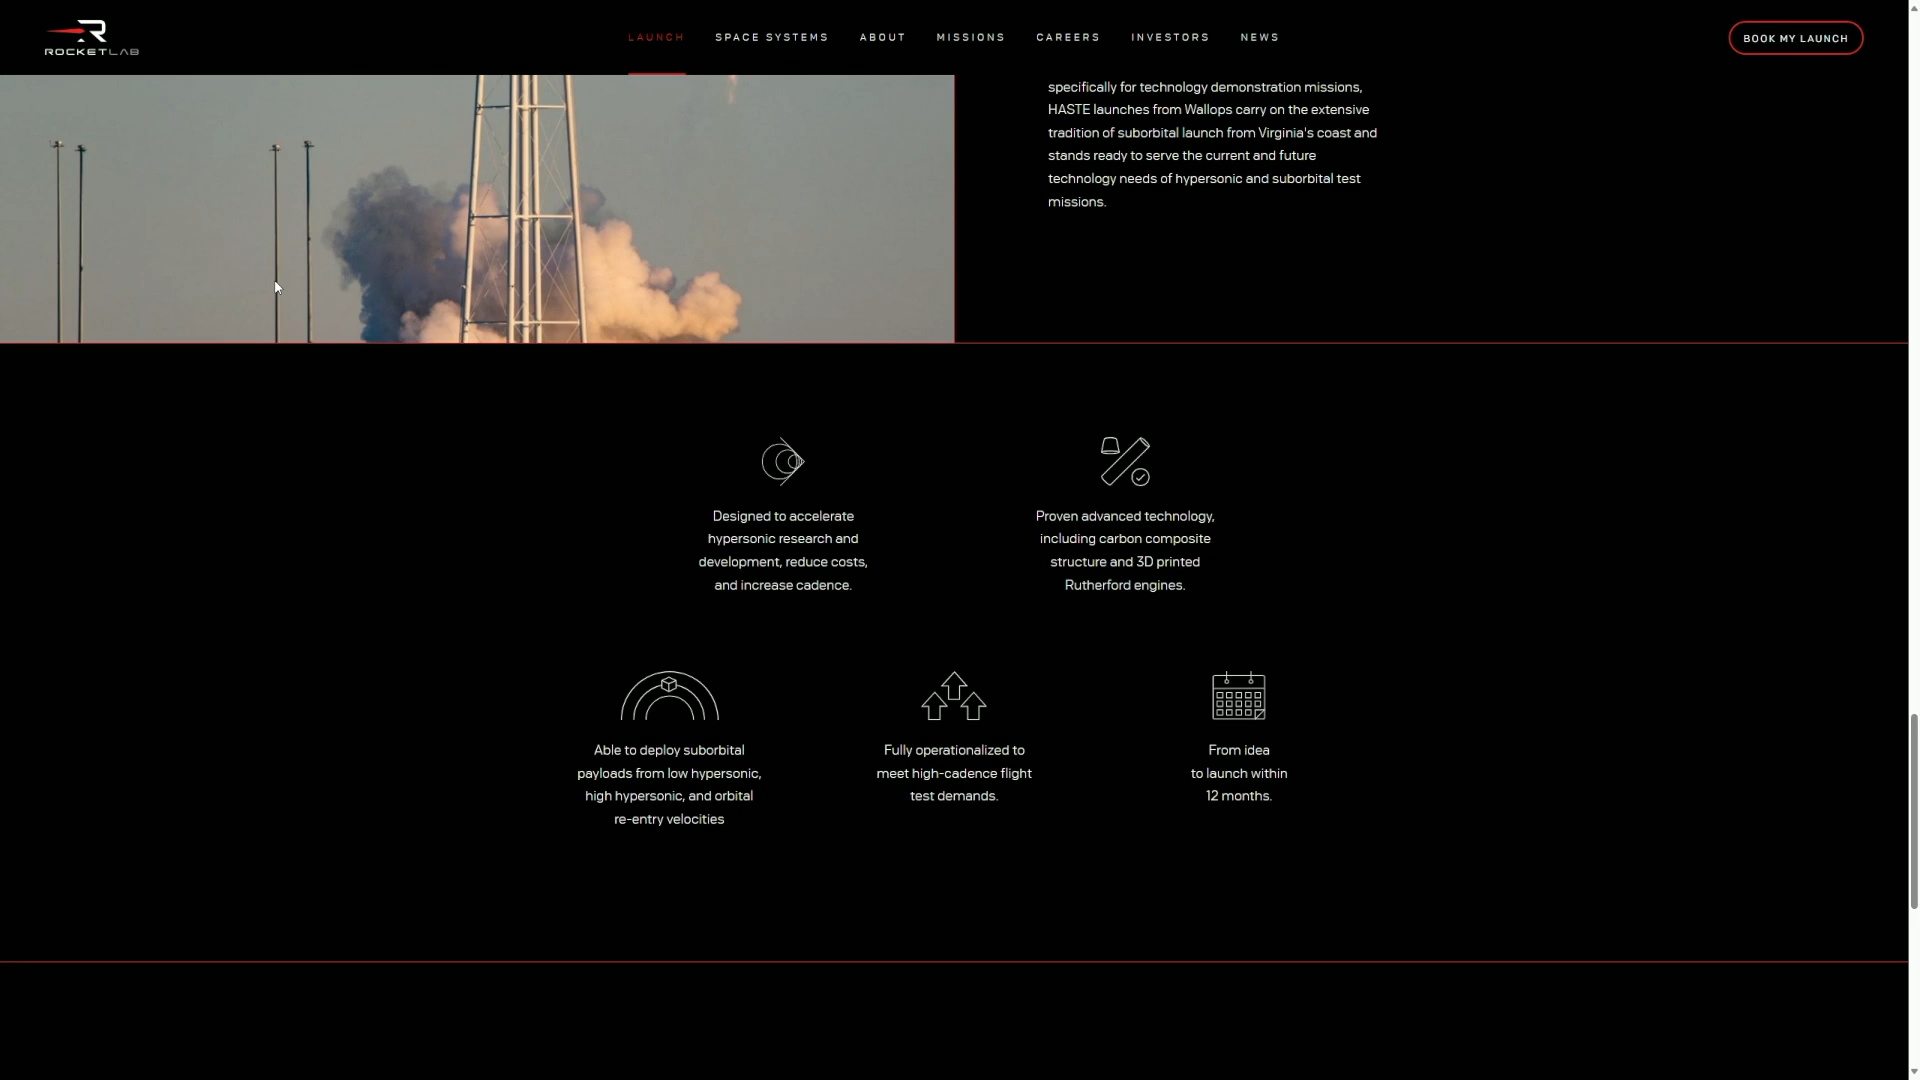 ROCKETLAB
LAUNCH
SPACE SYSTEMS
ABOUT
MISSIONS
CAREERS
INVESTORS
NEWS
BOOK MY LAUNCH
specifically for technology demonstration missions,
HASTE launches from Wallops carry on the extensive
tradition of suborbital launch from Virginia's coast and
stands ready to serve the current and future
technology needs of hypersonic and suborbital test
missions.
Designed to accelerate
hypersonic research and
development, reduce costs,
and increase cadence.
Proven advanced technology,
including carbon composite
structure and 3D printed
Rutherford engines.
Able to deploy suborbital
payloads from low hypersonic,
high hypersonic, and orbital
re-entry velocities
Fully operationalized to
meet high-cadence flight
test demands.
From idea
to launch within
12 months.